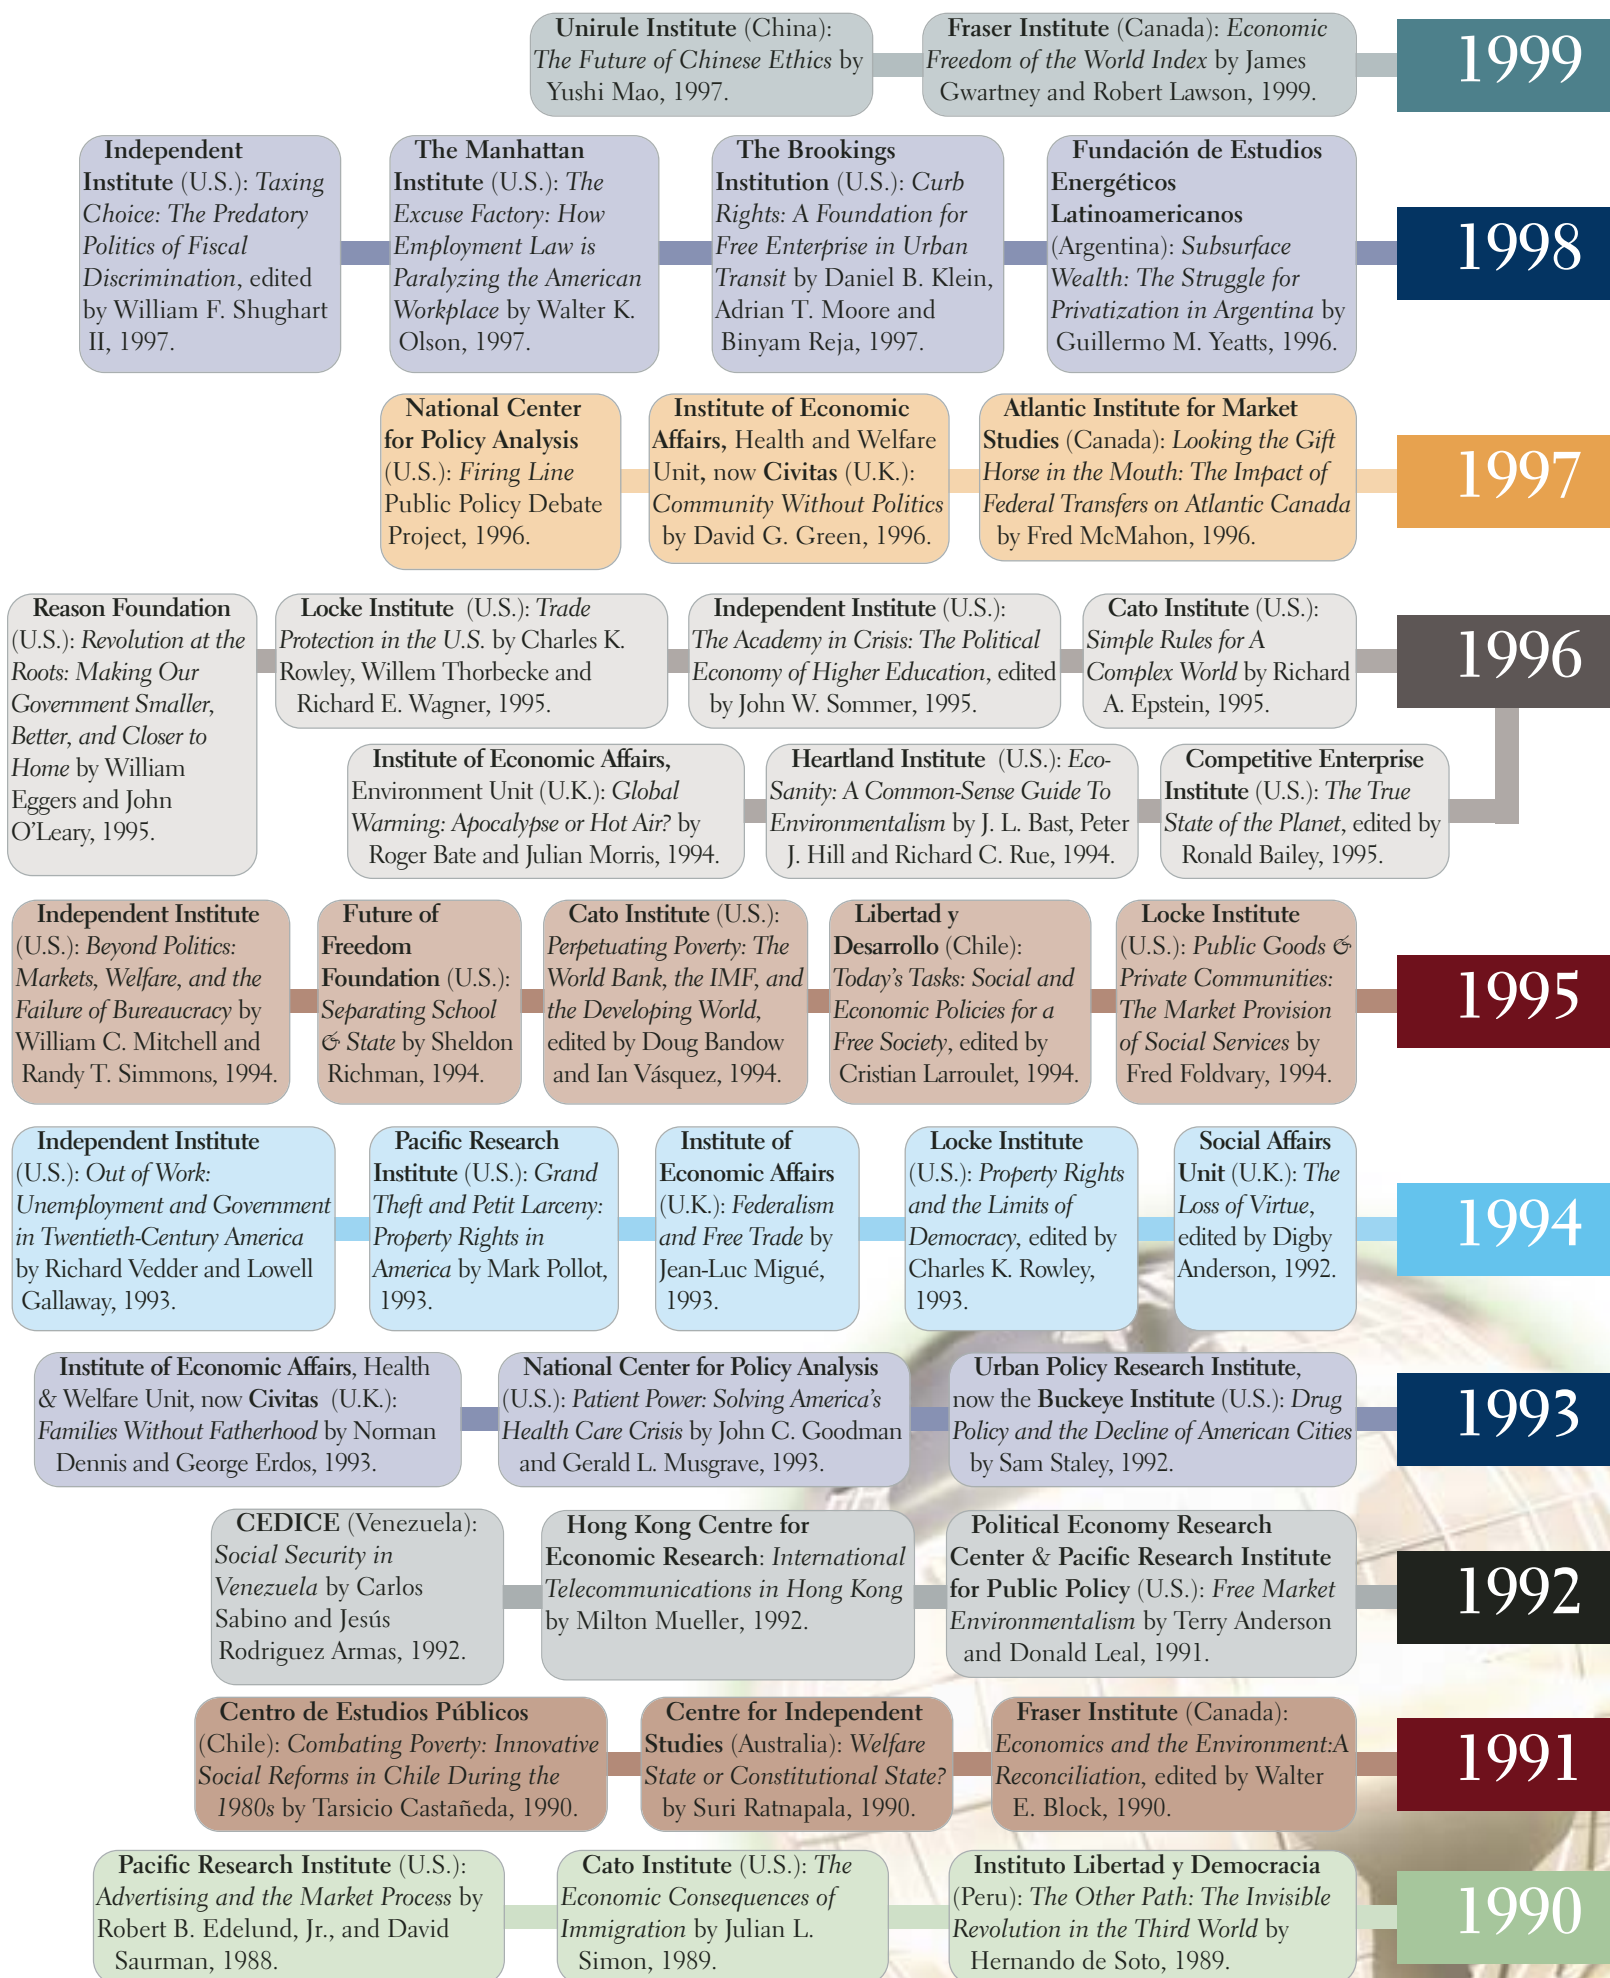 Unirule Institute (China):
The Future of Chinese Ethics by
Yushi Mao, 1997.
Fraser Institute (Canada): Economic
Freedom of the World Index by James
Gwartney and Robert Lawson, 1999.
1999
Independent
Institute (U.S.): Taxing
Choice: The Predatory
Politics of Fiscal
Discrimination, edited
by William F. Shughart
II, 1997.
The Manhattan
Institute (U.S.): The
Excuse Factory: How
Employment Law is
Paralyzing the American
Workplace by Walter K.
Olson, 1997.
The Brookings
Institution (U.S.): Curb
Rights: A Foundation for
Free Enterprise in Urban
Transit by Daniel B. Klein,
Adrian T. Moore and
Binyam Reja, 1997.
Fundación de Estudios
Energéticos
Latinoamericanos
(Argentina): Subsurface
Wealth: The Struggle for
Privatization in Argentina by
Guillermo M. Yeatts, 1996.
1998
National Center
for Policy Analysis
(U.S.): Firing Line
Public Policy Debate
Project, 1996.
Institute of Economic
Affairs, Health and Welfare
Unit, now Civitas (U.K.):
Community Without Politics
by David G. Green, 1996.
Atlantic Institute for Market
Studies (Canada): Looking the Gift
Horse in the Mouth: The Impact of
Federal Transfers on Atlantic Canada
by Fred McMahon, 1996.
1997
Reason Foundation
(U.S.): Revolution at the
Roots: Making Our
Government Smaller,
Better, and Closer to
Home by William
Eggers and John
O'Leary, 1995.
Locke Institute (U.S.): Trade
Protection in the U.S. by Charles K.
Rowley, Willem Thorbecke and
Richard E. Wagner, 1995.
Independent Institute (U.S.):
The Academy in Crisis: The Political
Economy of Higher Education, edited
by John W. Sommer, 1995.
Cato Institute (U.S.):
Simple Rules for A
Complex World by Richard
A. Epstein, 1995.
1996
Institute of Economic Affairs,
Environment Unit (U.K.): Global
Warming: Apocalypse or Hot Air? by
Roger Bate and Julian Morris, 1994.
Heartland Institute (U.S.): Eco-
Sanity: A Common-Sense Guide To
Environmentalism by J. L. Bast, Peter
J. Hill and Richard C. Rue, 1994.
Competitive Enterprise
Institute (U.S.): The True
State of the Planet, edited by
Ronald Bailey, 1995.
Independent Institute
(U.S.): Beyond Politics:
Markets, Welfare, and the
Failure of Bureaucracy by
William C. Mitchell and
Randy T. Simmons, 1994.
Future of
Freedom
Foundation (U.S.):
Separating School
& State by Sheldon
Richman, 1994.
Cato Institute (U.S.):
Perpetuating Poverty: The
World Bank, the IMF, and
the Developing World,
edited by Doug Bandow
and Ian Vásquez, 1994.
Libertad y
Desarrollo (Chile):
Today's Tasks: Social and
Economic Policies for a
Free Society, edited by
Cristian Larroulet, 1994.
Locke Institute
(U.S.): Public Goods &
Private Communities:
The Market Provision
of Social Services by
Fred Foldvary, 1994.
1995
Independent Institute
(U.S.): Out of Work:
Unemployment and Government
in Twentieth-Century America
by Richard Vedder and Lowell
Gallaway, 1993.
Pacific Research
Institute (U.S.): Grand
Theft and Petit Larceny:
Property Rights in
America by Mark Pollot,
1993.
Institute of
Economic Affairs
(U.K.): Federalism
and Free Trade by
Jean-Luc Migué,
1993.
Locke Institute
(U.S.): Property Rights
and the Limits of
Democracy, edited by
Charles K. Rowley,
1993.
Social Affairs
Unit (U.K.): The
Loss of Virtue,
edited by Digby
Anderson, 1992.
1994
Institute of Economic Affairs, Health
& Welfare Unit, now Civitas (U.K.):
Families Without Fatherhood by Norman
Dennis and George Erdos, 1993.
National Center for Policy Analysis
(U.S.): Patient Power: Solving America's
Health Care Crisis by John C. Goodman
and Gerald L. Musgrave, 1993.
Urban Policy Research Institute,
now the Buckeye Institute (U.S.): Drug
Policy and the Decline of American Cities
by Sam Staley, 1992.
1993
CEDICE (Venezuela):
Social Security in
Venezuela by Carlos
Sabino and Jesús
Rodriguez Armas, 1992.
Hong Kong Centre for
Economic Research: International
Telecommunications in Hong Kong
by Milton Mueller, 1992.
Political Economy Research
Center & Pacific Research Institute
for Public Policy (U.S.): Free Market
Environmentalism by Terry Anderson
and Donald Leal, 1991.
1992
Centro de Estudios Públicos
(Chile): Combating Poverty: Innovative
Social Reforms in Chile During the
1980s by Tarsicio Castañeda, 1990.
Centre for Independent
Studies (Australia): Welfare
State or Constitutional State?
by Suri Ratnapala, 1990.
Fraser Institute (Canada):
Economics and the Environment:A
Reconciliation, edited by Walter
E. Block, 1990.
1991
Pacific Research Institute (U.S.):
Advertising and the Market Process by
Robert B. Edelund, Jr., and David
Saurman, 1988.
Cato Institute (U.S.): The
Economic Consequences of
Immigration by Julian L.
Simon, 1989.
Instituto Libertad y Democracia
(Peru): The Other Path: The Invisible
Revolution in the Third World by
Hernando de Soto, 1989.
1990